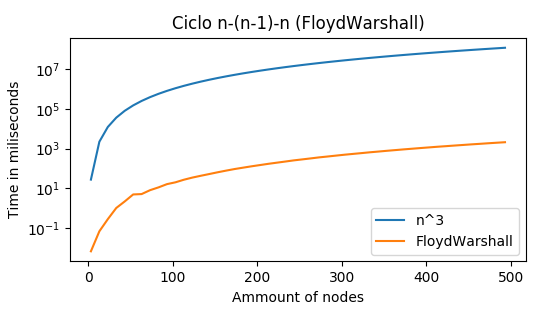 Ciclo n-(n-1)-n (FloydWarshall)
Time in miliseconds
10^7
10^5
10^3
10^1
10^-1
n^3
FloydWarshall
0 100 200 300 400 500
Ammount of nodes